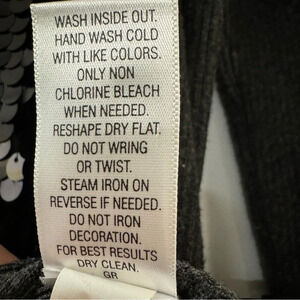 WASH INSIDE OUT.
HAND WASH COLD
WITH LIKE COLORS.
ONLY NON
CHLORINE BLEACH
WHEN NEEDED.
RESHAPE DRY FLAT.
DO NOT WRING
OR TWIST.
STEAM IRON ON
REVERSE IF NEEDED.
DO NOT IRON
DECORATION.
FOR BEST RESULTS
DRY CLEAN.
GR